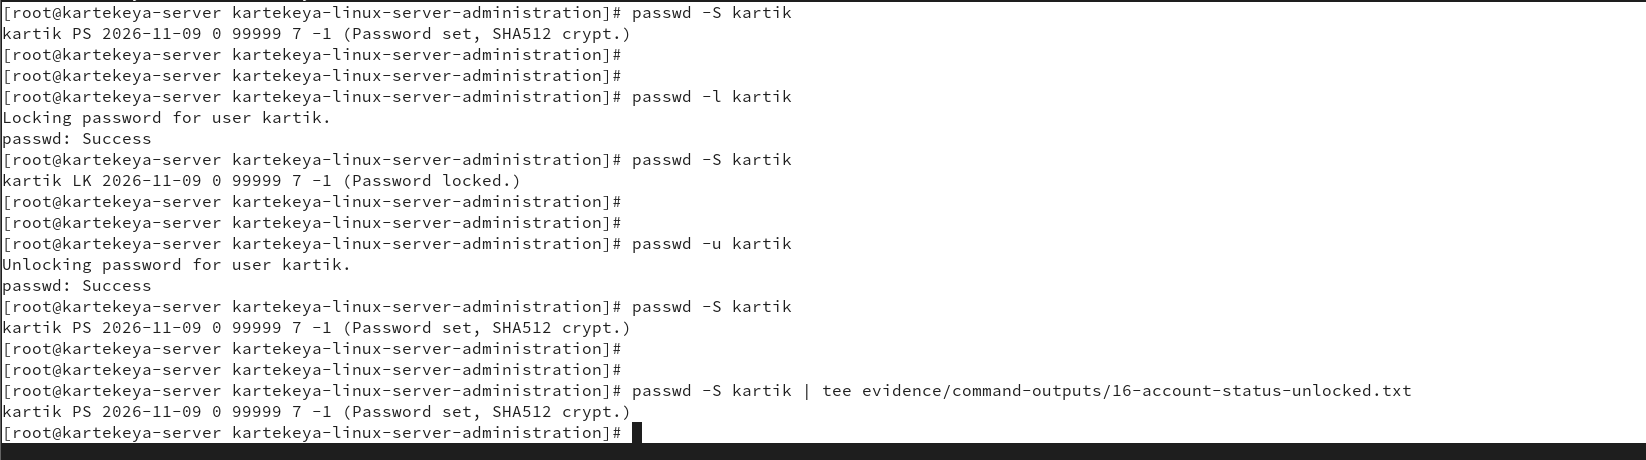 [root@kartekeya-server kartekeya-linux-server-administration]# passwd -S kartik
kartik PS 2026-11-09 0 99999 7 -1 (Password set, SHA512 crypt.)
[root@kartekeya-server kartekeya-linux-server-administration]#
[root@kartekeya-server kartekeya-linux-server-administration]#
[root@kartekeya-server kartekeya-linux-server-administration]# passwd -l kartik
Locking password for user kartik.
passwd: Success
[root@kartekeya-server kartekeya-linux-server-administration]# passwd -S kartik
kartik LK 2026-11-09 0 99999 7 -1 (Password locked.)
[root@kartekeya-server kartekeya-linux-server-administration]#
[root@kartekeya-server kartekeya-linux-server-administration]#
[root@kartekeya-server kartekeya-linux-server-administration]# passwd -u kartik
Unlocking password for user kartik.
passwd: Success
[root@kartekeya-server kartekeya-linux-server-administration]# passwd -S kartik
kartik PS 2026-11-09 0 99999 7 -1 (Password set, SHA512 crypt.)
[root@kartekeya-server kartekeya-linux-server-administration]#
[root@kartekeya-server kartekeya-linux-server-administration]#
[root@kartekeya-server kartekeya-linux-server-administration]# passwd -S kartik | tee evidence/command-outputs/16-account-status-unlocked.txt
kartik PS 2026-11-09 0 99999 7 -1 (Password set, SHA512 crypt.)
[root@kartekeya-server kartekeya-linux-server-administration]#